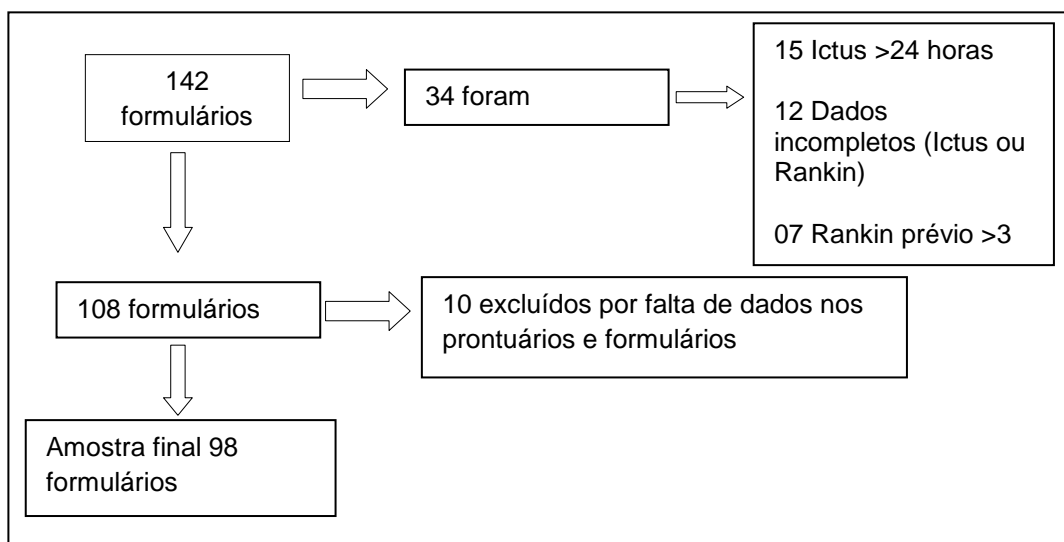 142
formulários
34 foram
15 Ictus >24 horas
12 Dados
incompletos (Ictus ou
Rankin)
07 Rankin prévio >3
108 formulários
10 excluídos por falta de dados nos
prontuários e formulários
Amostra final 98
formulários